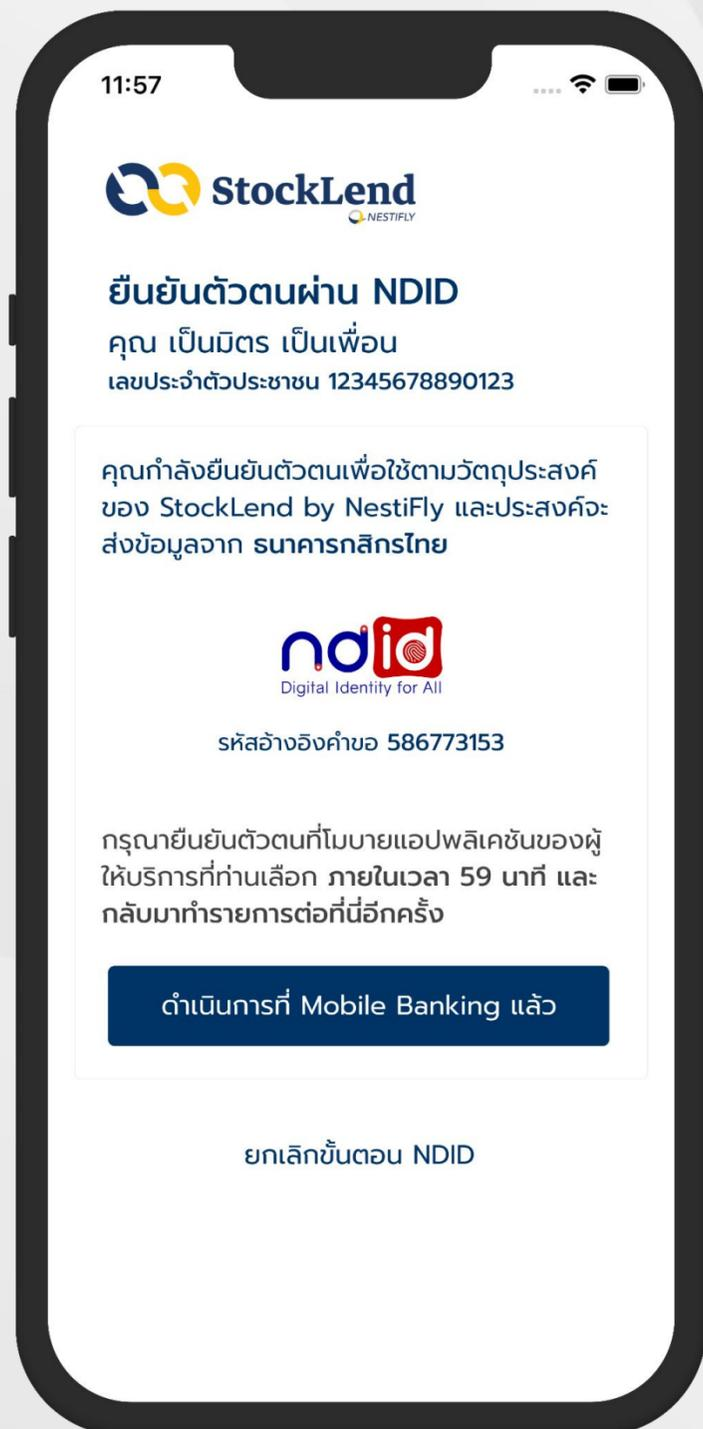 11:57
StockLend
NESTIFLY
ยืนยันตัวตนผ่าน NDID
คุณ เป็นมิตร เป็นเพื่อน
เลขประจำตัวประชาชน 12345678890123
คุณกำลังยืนยันตัวตนเพื่อใช้ตามวัตถุประสงค์
ของ StockLend by NestiFly และประสงค์จะ
ส่งข้อมูลจาก ธนาคารกสิกรไทย
ndid
Digital Identity for All
รหัสอ้างอิงคำขอ 586773153
กรุณายืนยันตัวตนที่โมบายแอปพลิเคชันของผู้
ให้บริการที่ท่านเลือก ภายในเวลา 59 นาที และ
กลับมาทำรายการต่อที่นี่อีกครั้ง
ดำเนินการที่ Mobile Banking แล้ว
ยกเลิกขั้นตอน NDID